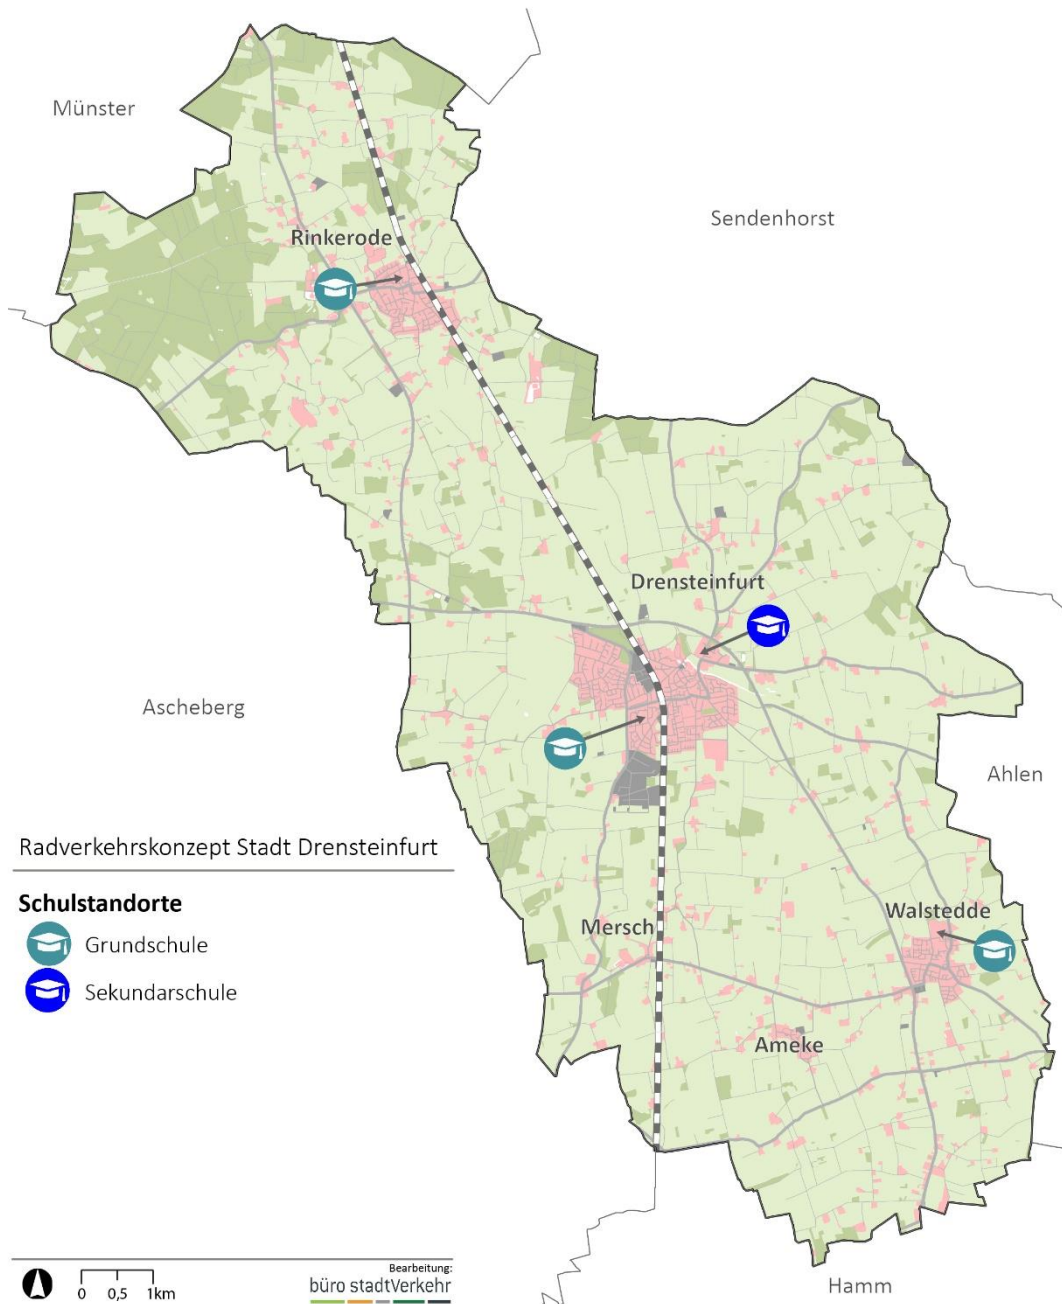 Münster
Sendenhorst
Rinkerode
Drensteinfurt
Ascheberg
Ahlen
Radverkehrskonzept Stadt Drensteinfurt
Schulstandorte
Grundschule
Sekundarschule
Walstedde
Mersch
Ameke
Bearbeitung:
büro stadtVerkehr
0 0,5 1km
Hamm